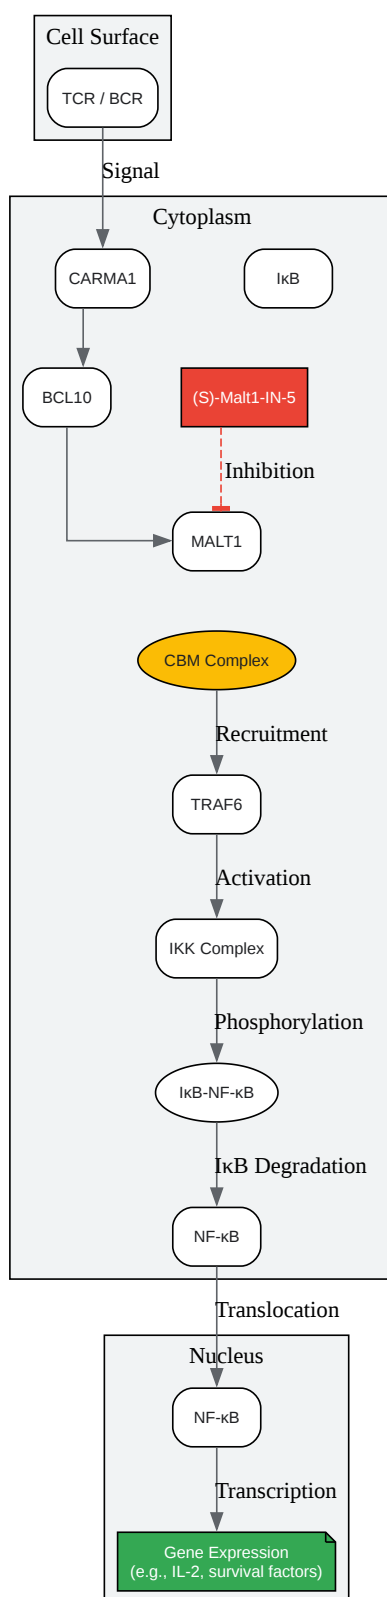 Cell Surface
TCR / BCR
Signal
Cytoplasm
CARMA1
IκB
BCL10
(S)-Malt1-IN-5
Inhibition
MALT1
CBM Complex
Recruitment
TRAF6
Activation
IKK Complex
Phosphorylation
IκB-NF-κB
IκB Degradation
NF-κB
Translocation
Nucleus
NF-κB
Transcription
Gene Expression
(e.g., IL-2, survival factors)